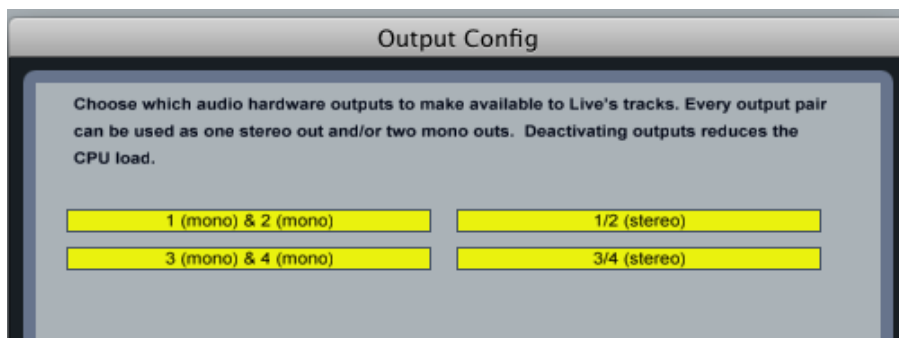 Output Config
Choose which audio hardware outputs to make available to Live's tracks. Every output pair
can be used as one stereo out and/or two mono outs.  Deactivating outputs reduces the
CPU load.
1 (mono) & 2 (mono)
1/2 (stereo)
3 (mono) & 4 (mono)
3/4 (stereo)